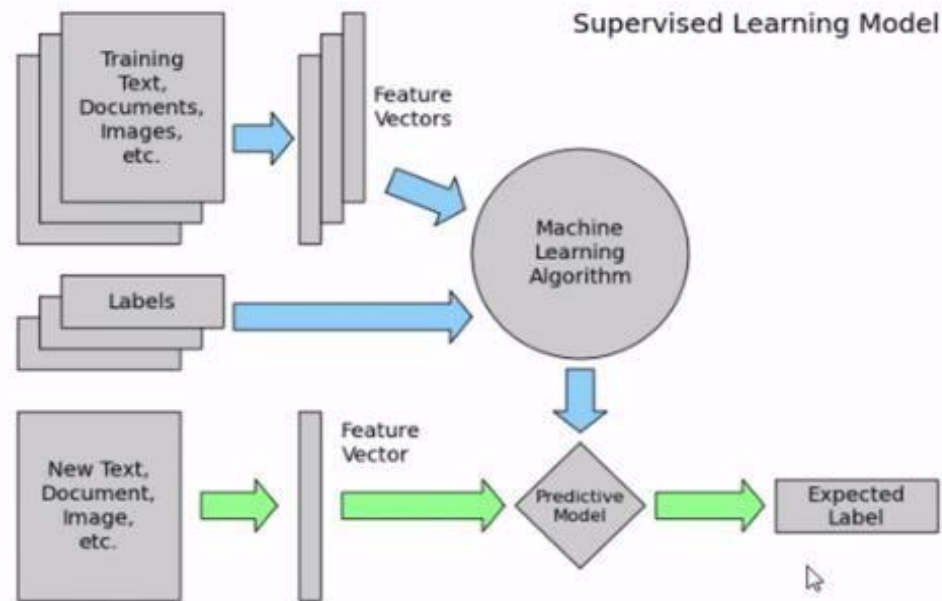 Supervised Learning Model
Training
Text,
Documents,
Images,
etc.
Feature
Vectors
Machine
Learning
Algorithm
Labels
New Text,
Document,
Image,
etc.
Feature
Vector
Predictive
Model
Expected
Label